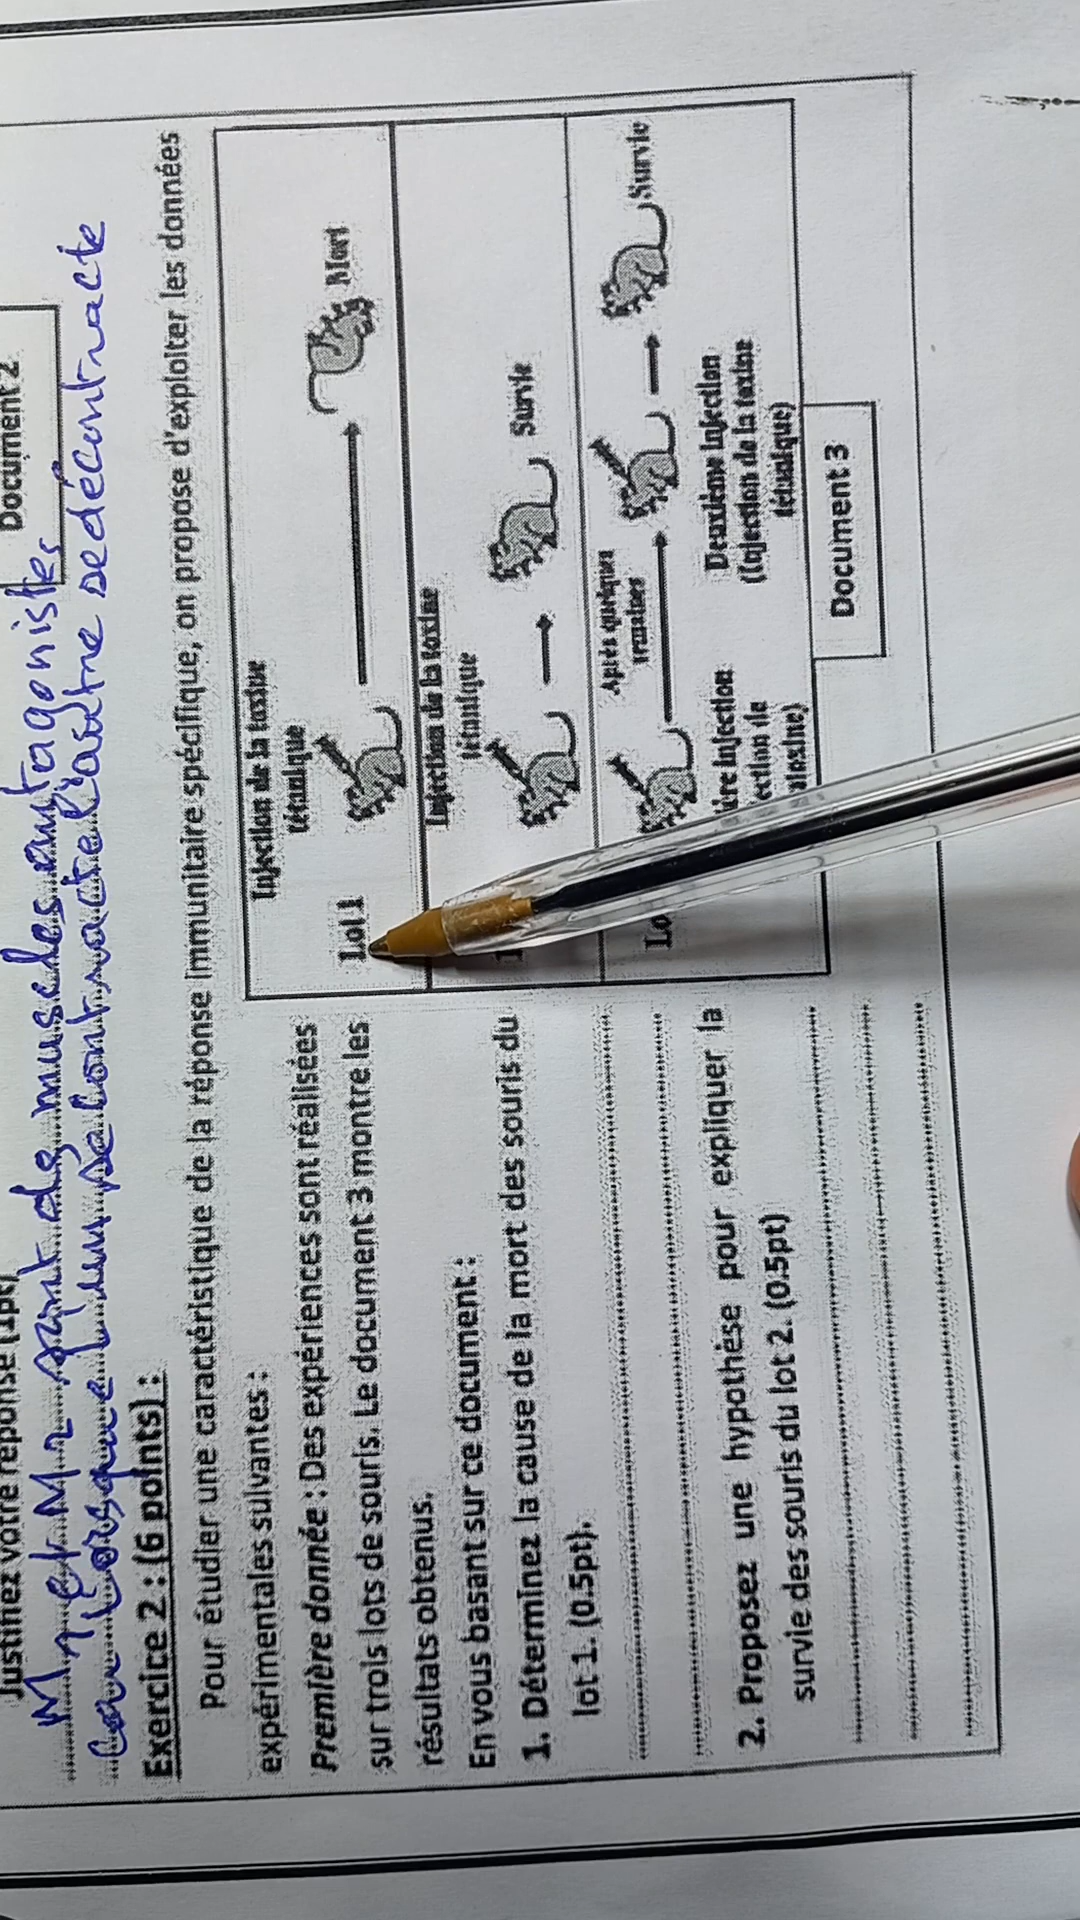 Justifiez votre réponse (1pt)
Document 2
M1 et M2 sont des muscles antagonistes
car lorsque l'un se contracte l'autre se décontracte
Exercice 2 : (6 points) :
Pour étudier une caractéristique de la réponse immunitaire spécifique, on propose d'exploiter les données
expérimentales suivantes :
Première donnée : Des expériences sont réalisées
sur trois lots de souris. Le document 3 montre les
résultats obtenus.
En vous basant sur ce document :
1. Déterminez la cause de la mort des souris du
lot 1. (0.5pt).
2. Proposez une hypothèse pour expliquer la
survie des souris du lot 2. (0.5pt)
Injection de la toxine
tétanique
Lot 1
Mort
Injection de la toxine
tétanique
Survie
Après quelques
semaines
Lo
Survie
ière injection
ection de
atoxine)
Deuxième injection
(Injection de la toxine
tétanique)
Document 3